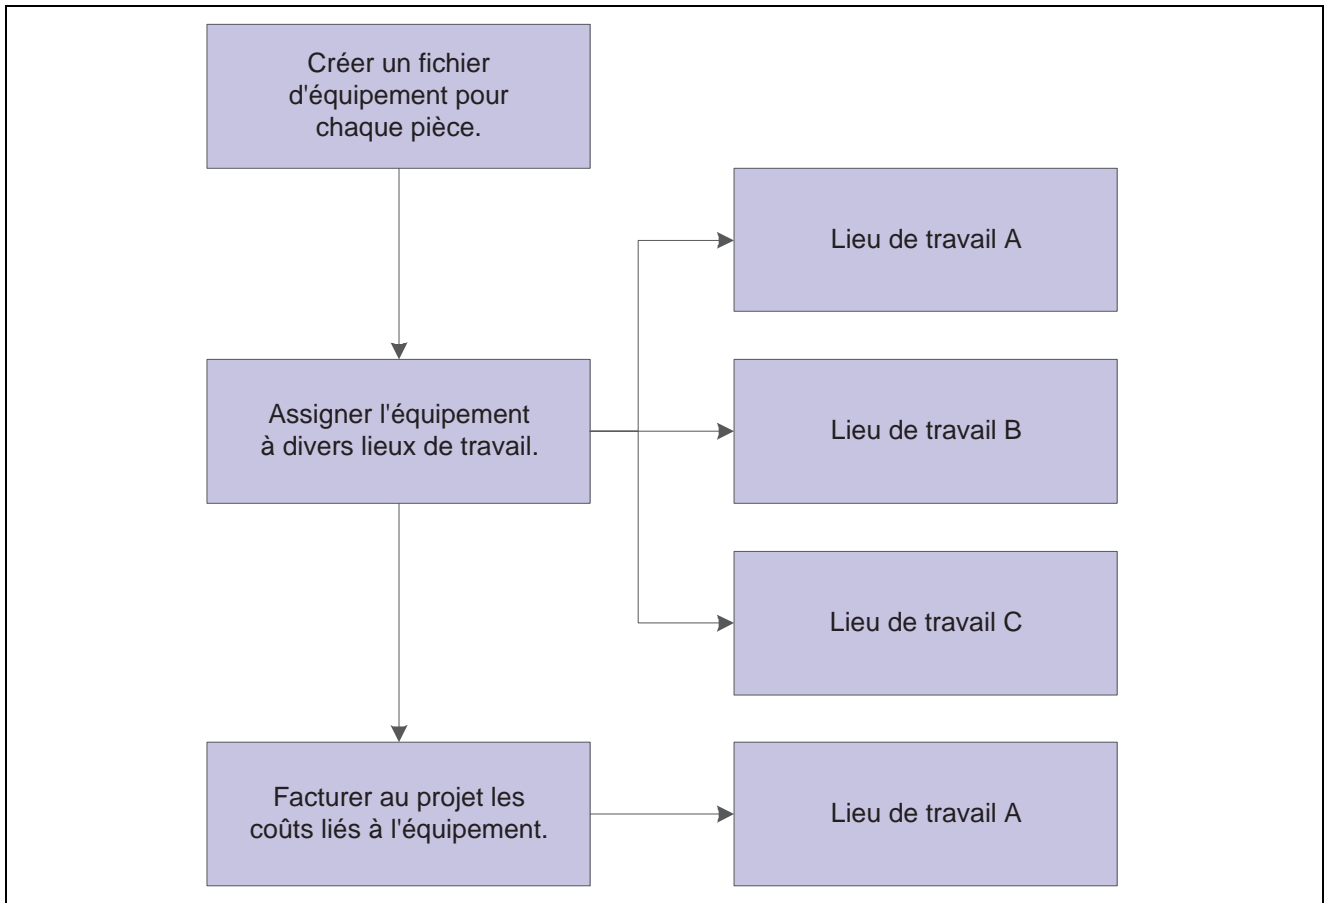 Créer un fichier
d'équipement pour
chaque pièce.
Lieu de travail A
Assigner l'équipement
à divers lieux de travail.
Lieu de travail B
Lieu de travail C
Facturer au projet les
coûts liés à l'équipement.
Lieu de travail A